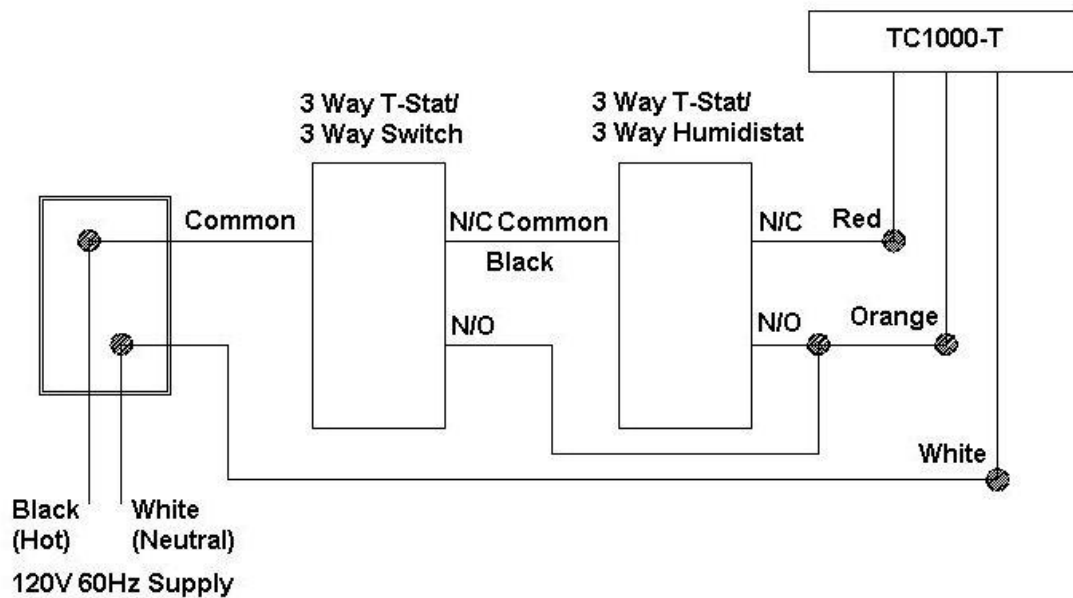 TC1000-T
3 Way T-Stat/
3 Way Switch
3 Way T-Stat/
3 Way Humidistat
Common
N/C Common
Black
N/C
Red
N/O
N/O
Orange
White
Black
(Hot)
White
(Neutral)
120V 60Hz Supply